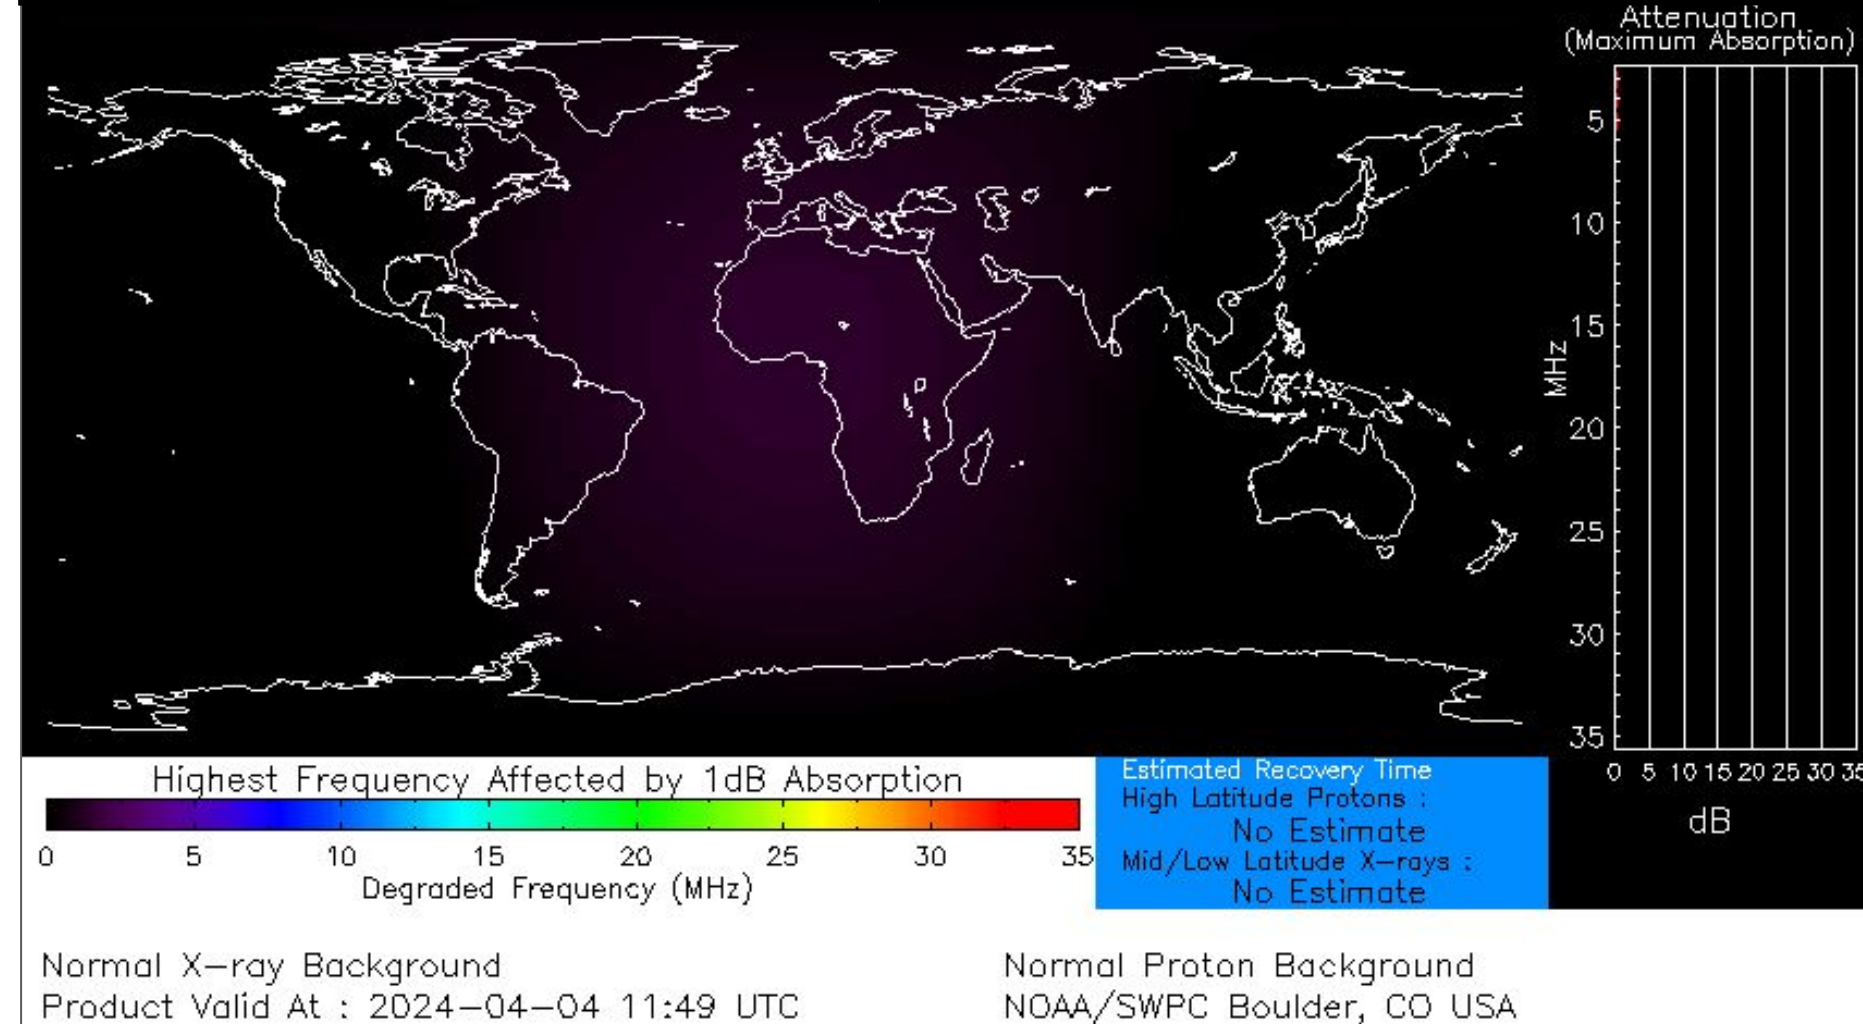 Attenuation
(Maximum Absorption)
5
10
15
20
25
30
35
MHz
0 5 10 15 20 25 30 35
dB
Highest Frequency Affected by 1dB Absorption
0 5 10 15 20 25 30 35
Degraded Frequency (MHz)
Estimated Recovery Time
High Latitude Protons :
No Estimate
Mid/Low Latitude X-rays :
No Estimate
Normal X-ray Background
Product Valid At : 2024-04-04 11:49 UTC
Normal Proton Background
NOAA/SWPC Boulder, CO USA